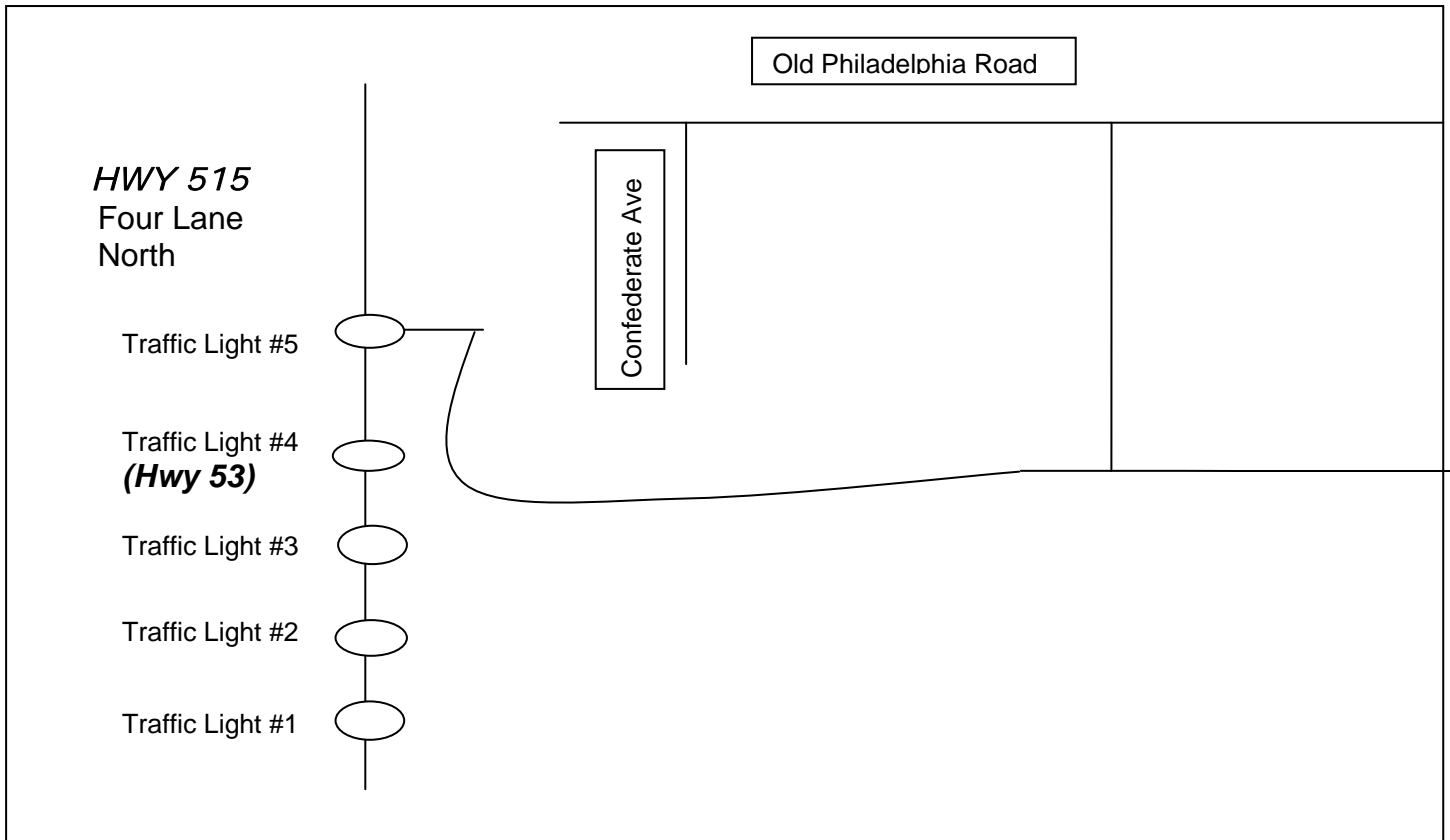 Old Philadelphia Road
HWY 515
Four Lane
North
Confederate Ave
Traffic Light #5
Traffic Light #4
(Hwy 53)
Traffic Light #3
Traffic Light #2
Traffic Light #1